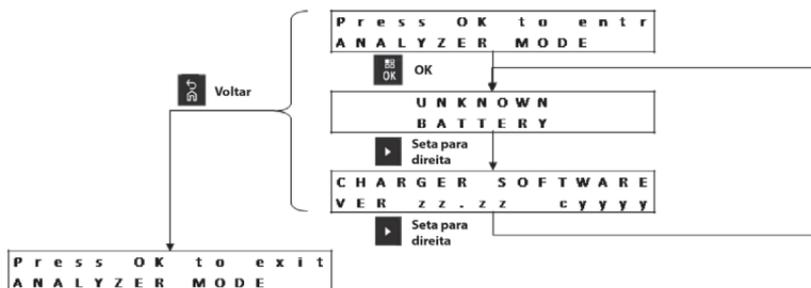 Press OK to entr
ANALYZER MODE
OK
OK
Voltar
UNKNOWN
BATTERY
Seta para
direita
CHARGER SOFTWARE
VER zz.zz cyyyy
Seta para
direita
Press OK to exit
ANALYZER MODE